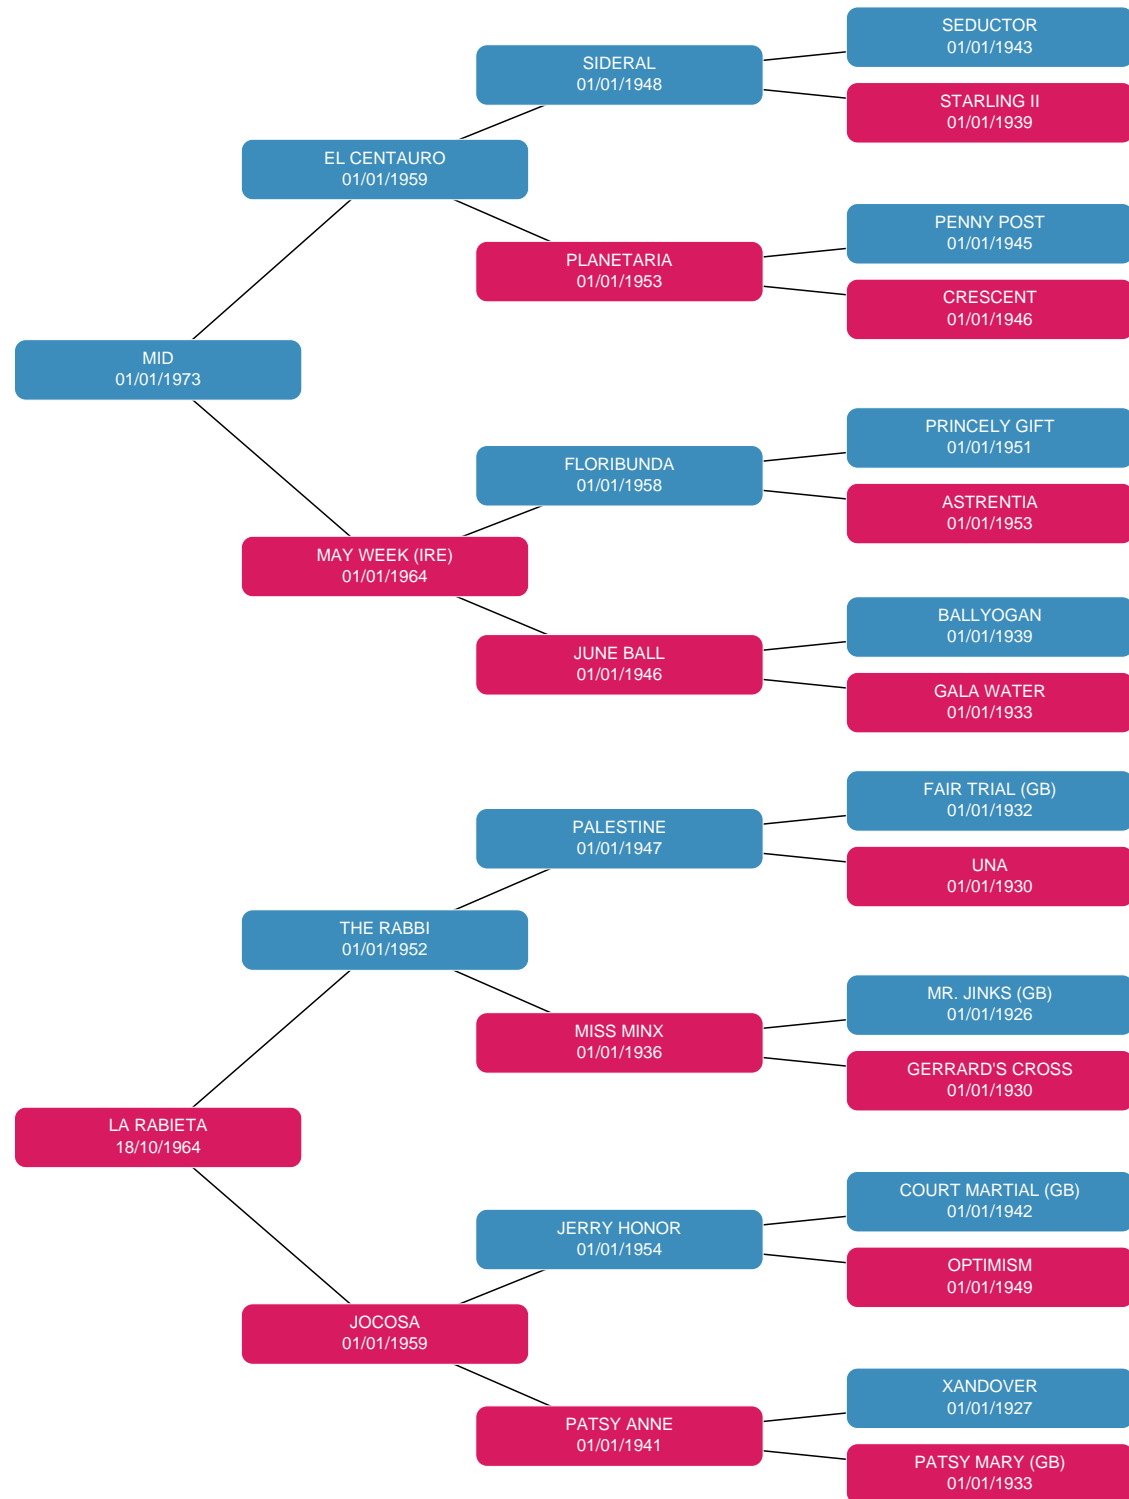 SEDUCTOR
01/01/1943
SIDERAL
01/01/1948
STARLING II
01/01/1939
EL CENTAURO
01/01/1959
PENNY POST
01/01/1945
PLANETARIA
01/01/1953
CRESCENT
01/01/1946
MID
01/01/1973
PRINCELY GIFT
01/01/1951
FLORIBUNDA
01/01/1958
ASTRENTIA
01/01/1953
MAY WEEK (IRE)
01/01/1964
BALLYOGAN
01/01/1939
JUNE BALL
01/01/1946
GALA WATER
01/01/1933
FAIR TRIAL (GB)
01/01/1932
PALESTINE
01/01/1947
UNA
01/01/1930
THE RABBI
01/01/1952
MR. JINKS (GB)
01/01/1926
MISS MINX
01/01/1936
GERRARD'S CROSS
01/01/1930
LA RABIETA
18/10/1964
COURT MARTIAL (GB)
01/01/1942
JERRY HONOR
01/01/1954
OPTIMISM
01/01/1949
JOCOSA
01/01/1959
XANDOVER
01/01/1927
PATSY ANNE
01/01/1941
PATSY MARY (GB)
01/01/1933